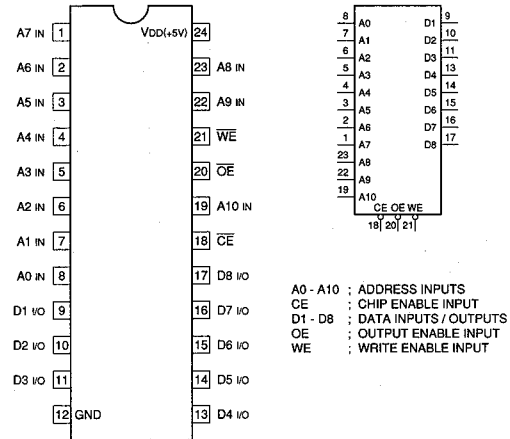 A7 IN 1 VDD(+5V) 24
A6 IN 2 23 A8 IN
A5 IN 3 22 A9 IN
A4 IN 4 21 WE
A3 IN 5 20 OE
A2 IN 6 19 A10 IN
A1 IN 7 18 CE
A0 IN 8 17 D8 I/O
D1 I/O 9 16 D7 I/O
D2 I/O 10 15 D6 I/O
D3 I/O 11 14 D5 I/O
12 GND 13 D4 I/O
8 A0 D1 9
7 A1 D2 10
6 A2 D3 11
5 A3 D4 13
4 A4 D5 14
3 A5 D6 15
2 A6 D7 16
1 A7 D8 17
23 A8
22 A9
19 A10
CE OE WE
18 20 21
A0 - A10 ; ADDRESS INPUTS
CE ; CHIP ENABLE INPUT
D1 - D8 ; DATA INPUTS / OUTPUTS
OE ; OUTPUT ENABLE INPUT
WE ; WRITE ENABLE INPUT